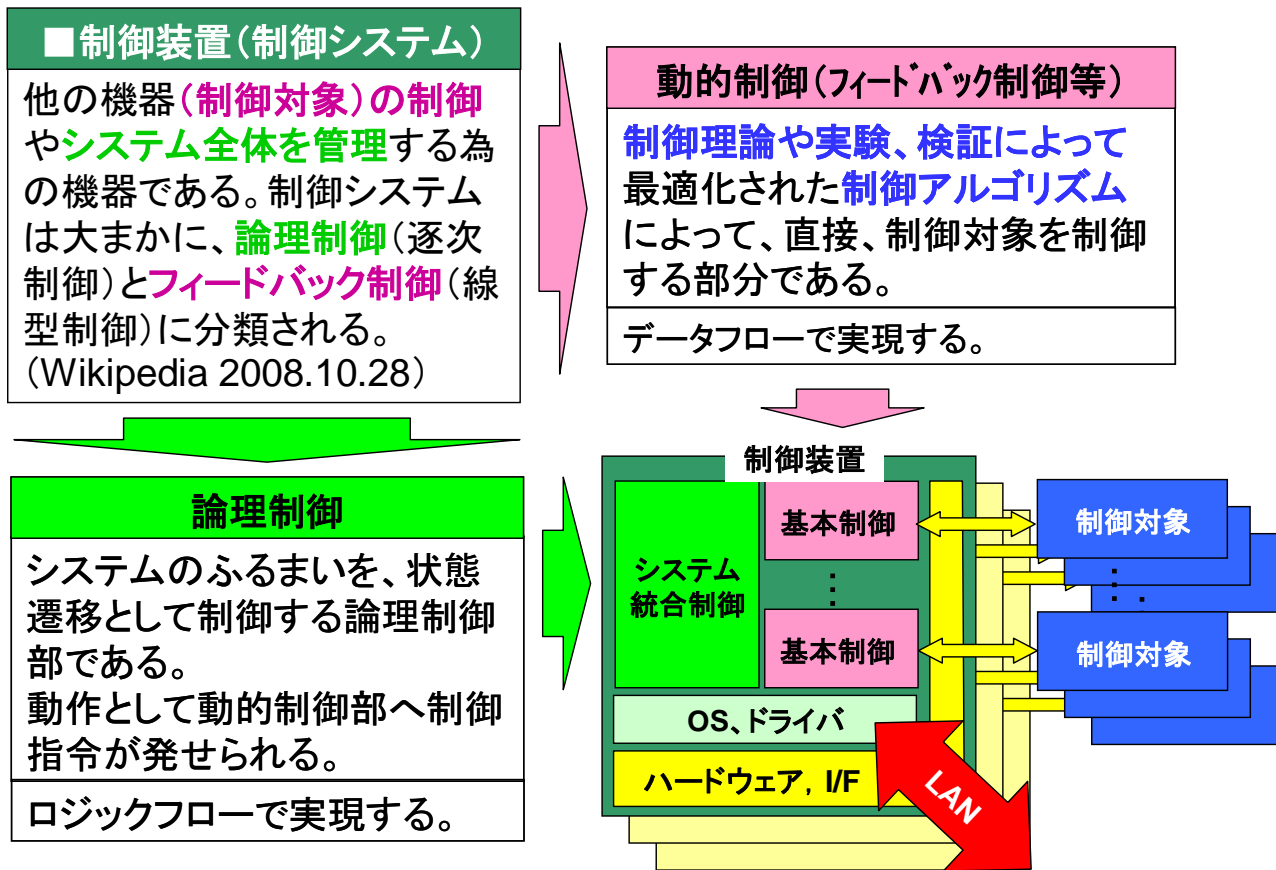 ■制御装置（制御システム）
他の機器（制御対象）の制御
やシステム全体を管理する為
の機器である。制御システム
は大まかに、論理制御（逐次
制御）とフィードバック制御（線
型制御）に分類される。
（Wikipedia 2008.10.28）
動的制御（ﾌｨｰﾄﾞﾊﾞｯｸ制御等）
制御理論や実験、検証によって
最適化された制御アルゴリズム
によって、直接、制御対象を制御
する部分である。
データフローで実現する。
論理制御
システムのふるまいを、状態
遷移として制御する論理制御
部である。
動作として動的制御部へ制御
指令が発せられる。
ロジックフローで実現する。
制御装置
システム
統合制御
基本制御
：
基本制御
OS、ドライバ
ハードウェア，I/F
LAN
制御対象
制御対象